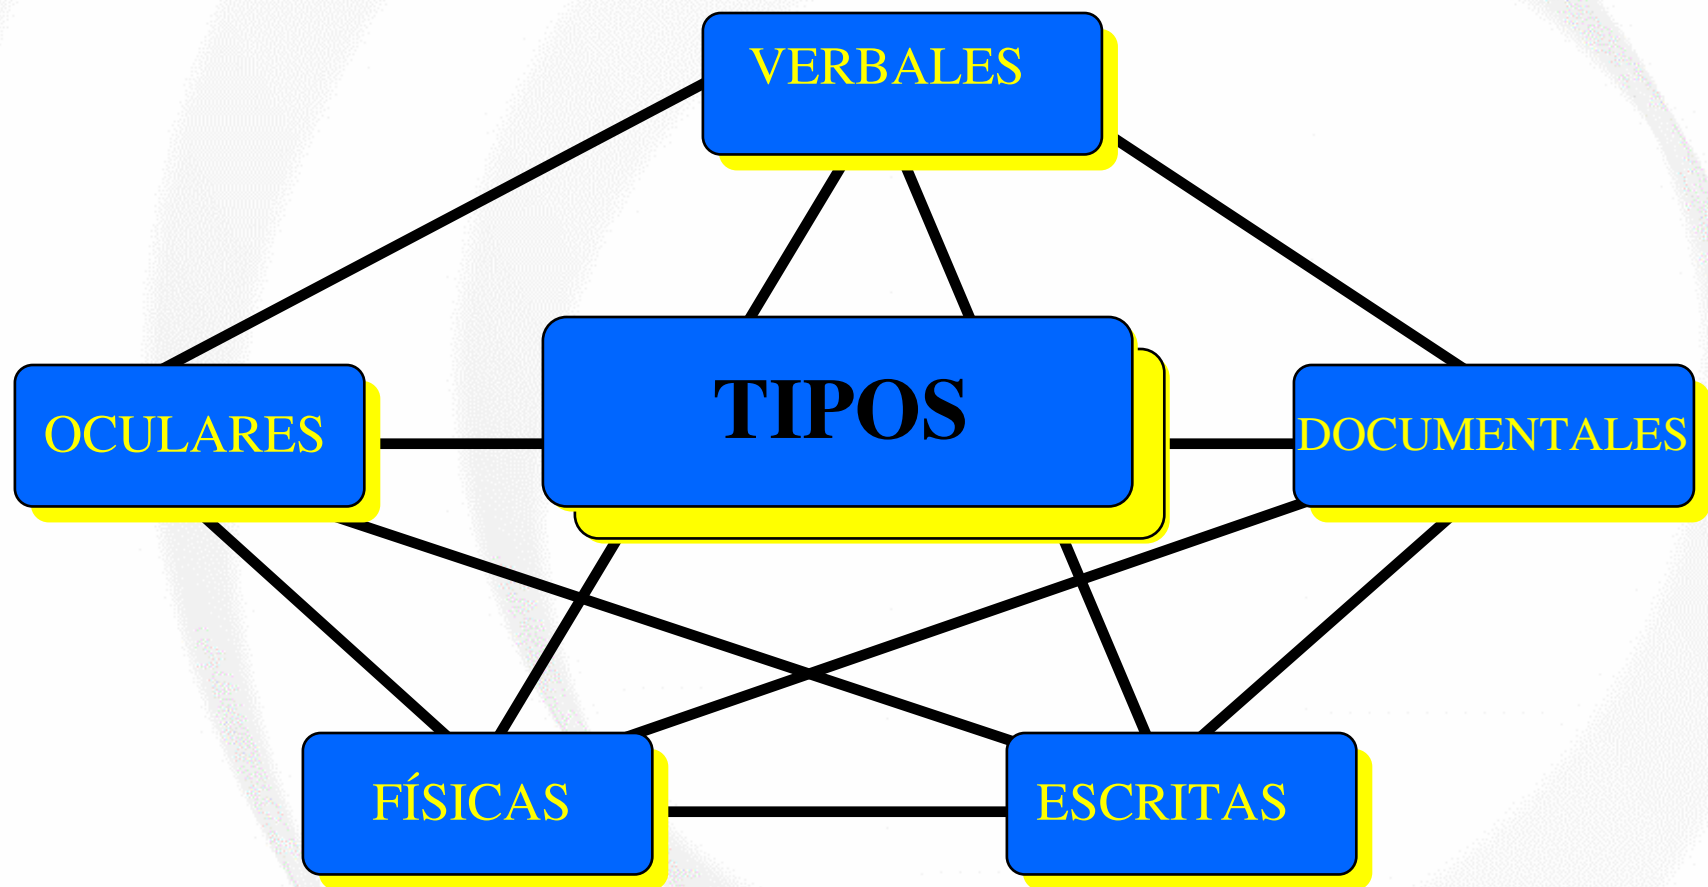 VERBALES
OCULARES
TIPOS
DOCUMENTALES
FÍSICAS
ESCRITAS